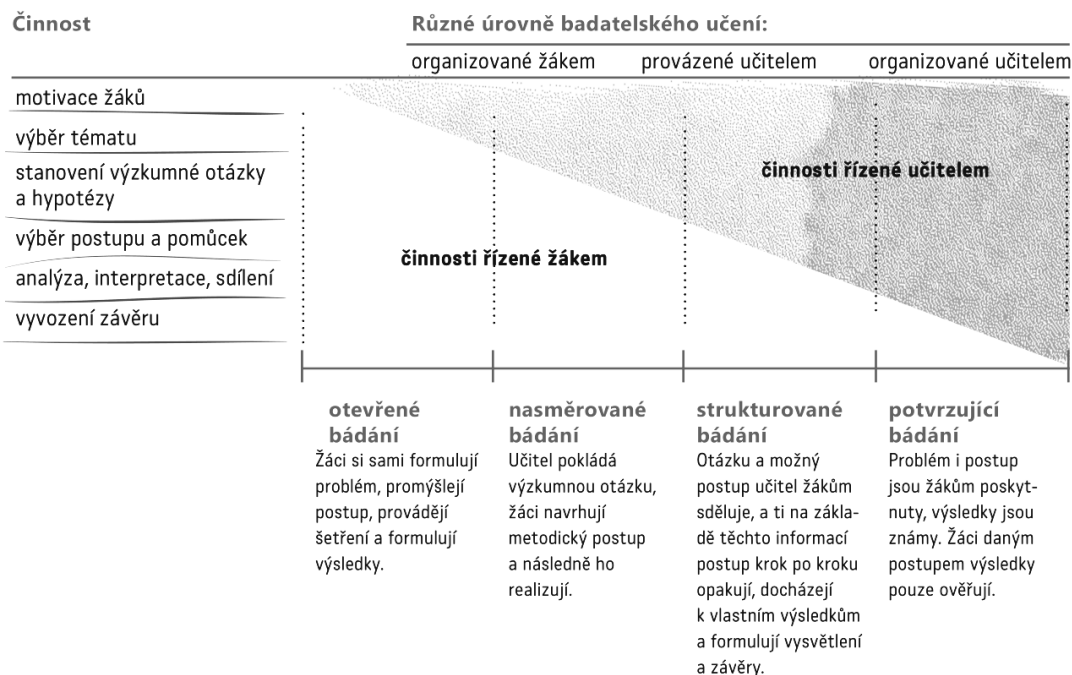 Činnost
Různé úrovně badatelského učení:
organizované žákem
provázené učitelem
organizované učitelem
motivace žáků
výběr tématu
stanovení výzkumné otázky
a hypotézy
výběr postupu a pomůcek
analýza, interpretace, sdílení
vyvození závěru
činnosti řízené učitelem
činnosti řízené žákem
otevřené
bádání
Žáci si sami formulují
problém, promýšlejí
postup, provádějí
šetření a formulují
výsledky.
nasměrované
bádání
Učitel pokládá
výzkumnou otázku,
žáci navrhují
metodický postup
a následně ho
realizují.
strukturované
bádání
Otázku a možný
postup učitel žákům
sděluje, a ti na zákla-
dě těchto informací
postup krok po kroku
opakují, docházejí
k vlastním výsledkům
a formulují vysvětlení
a závěry.
potvrzující
bádání
Problém i postup
jsou žákům poskyt-
nuty, výsledky jsou
známy. Žáci daným
postupem výsledky
pouze ověřují.